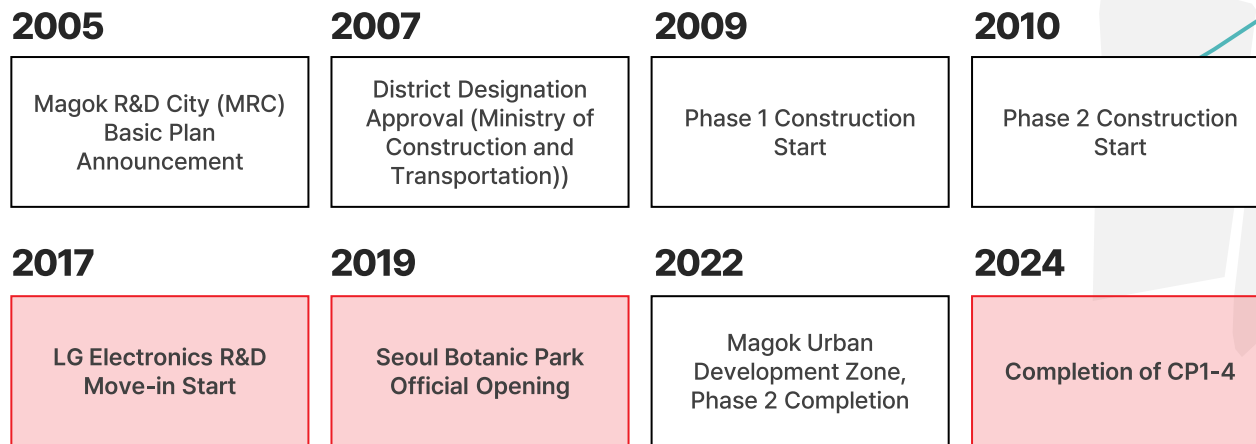 2005
Magok R&D City (MRC)
Basic Plan
Announcement
2007
District Designation
Approval (Ministry of
Construction and
Transportation))
2009
Phase 1 Construction
Start
2010
Phase 2 Construction
Start
2017
LG Electronics R&D
Move-in Start
2019
Seoul Botanic Park
Official Opening
2022
Magok Urban
Development Zone,
Phase 2 Completion
2024
Completion of CP1-4